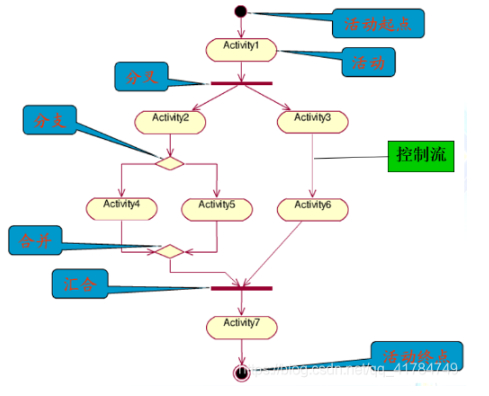 活动起点
Activity1
活动
分叉
Activity2
Activity3
分支
控制流
Activity4
Activity5
Activity6
合并
汇合
Activity7
活动终点
https://blog.csdn.net/qq_41784749